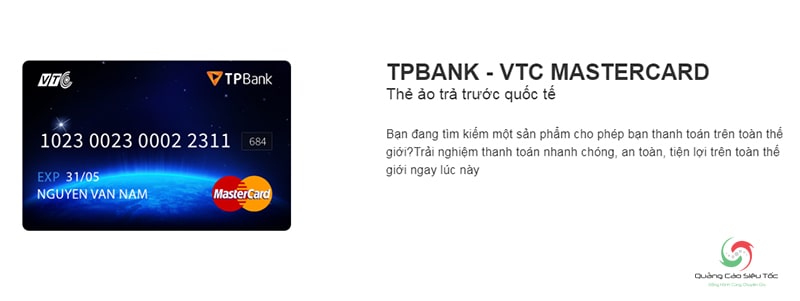 TPBANK - VTC MASTERCARD
Thẻ ảo trả trước quốc tế
VTC
TPBank
1023 0023 0002 2311 684
EXP 31/05
NGUYEN VAN NAM
MasterCard
Bạn đang tìm kiếm một sản phẩm cho phép bạn thanh toán trên toàn thế
giới?Trải nghiệm thanh toán nhanh chóng, an toàn, tiện lợi trên toàn thế
giới ngay lúc này
Quảng Cáo Siêu Tốc